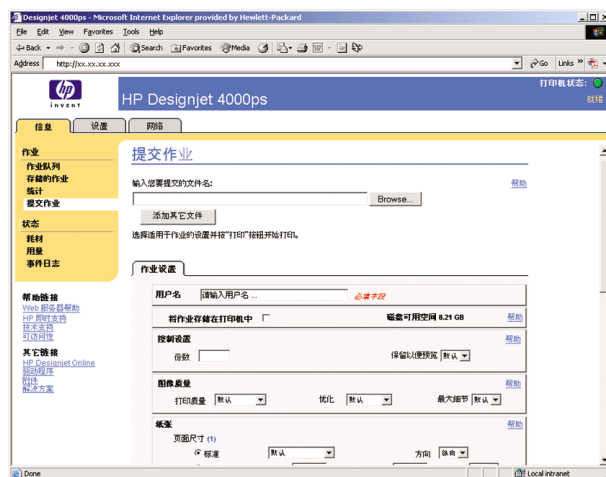 Designjet 4000ps - Microsoft Internet Explorer provided by Hewlett-Packard
File Edit View Favorites Tools Help
Back Search Favorites Media
Address http://xx.xx.xx.xxx Go Links
hp
invent
HP Designjet 4000ps
打印机状态:
就绪
信息 设置 网络
作业
作业队列
存储的作业
统计
提交作业
状态
耗材
用量
事件日志
帮助链接
Web 服务器帮助
HP 即时支持
技术支持
可访问性
其它链接
HP Designjet Online
驱动程序
附件
解决方案
提交作业
输入您要提交的文件名: 帮助
Browse...
添加其它文件
选择适用于作业的设置并按“打印”按钮开始打印。
作业设置
用户名 请输入用户名 ... 必填字段
将作业存储在打印机中 磁盘可用空间 8.21 GB 帮助
控制设置 帮助
份数 保留以便预览 默认
图像质量 帮助
打印质量 默认 优化 默认 最大细节 默认
纸张 帮助
页面尺寸 (1)
标准 默认 方向 纵向
Done Local intranet